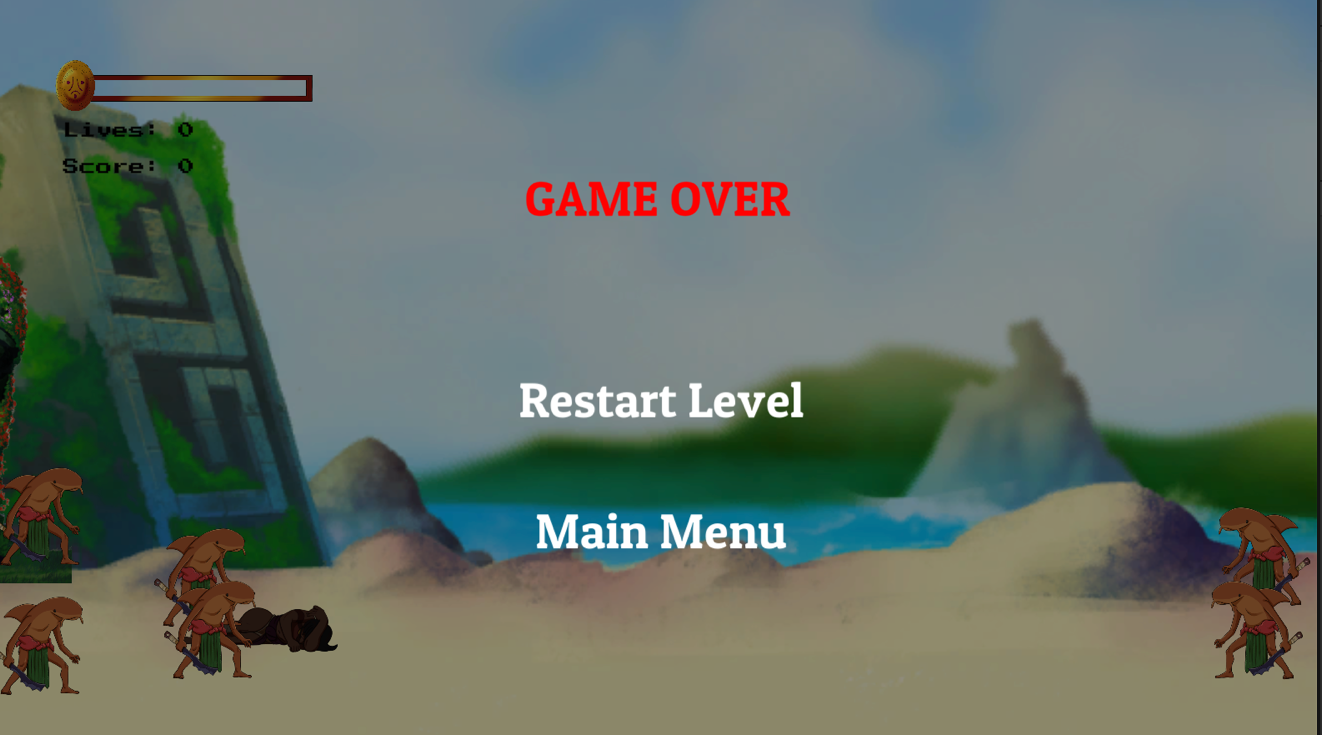 Lives: 0
Score: 0
GAME OVER
Restart Level
Main Menu